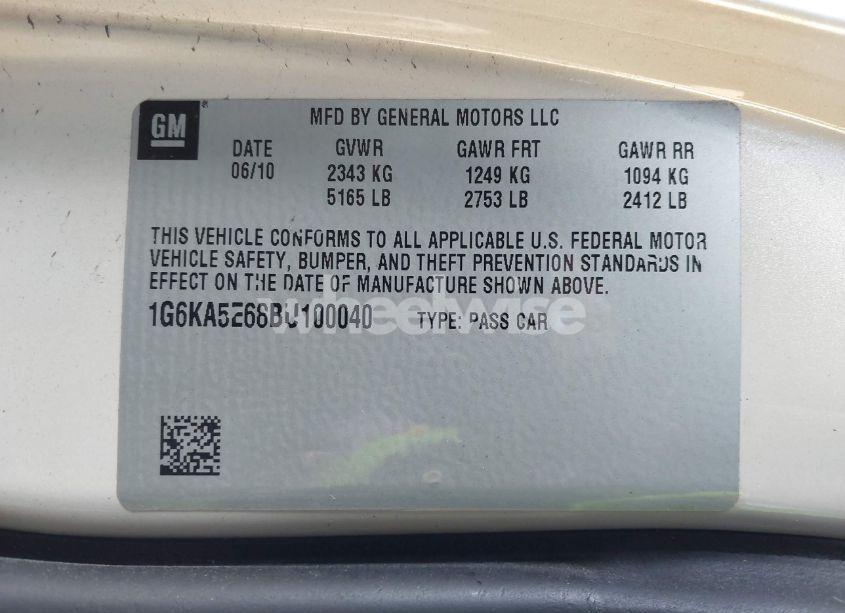 GM
MFD BY GENERAL MOTORS LLC
DATE GVWR GAWR FRT GAWR RR
06/10 2343 KG 1249 KG 1094 KG
5165 LB 2753 LB 2412 LB
THIS VEHICLE CONFORMS TO ALL APPLICABLE U.S. FEDERAL MOTOR
VEHICLE SAFETY, BUMPER, AND THEFT PREVENTION STANDARDS IN
EFFECT ON THE DATE OF MANUFACTURE SHOWN ABOVE.
1G6KA5E68BU100040 TYPE: PASS CAR
wheelwise